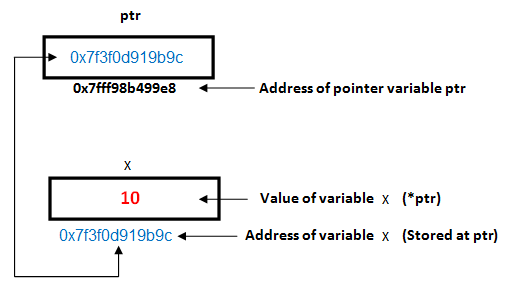 ptr
0x7f3f0d919b9c
0x7fff98b499e8
Address of pointer variable ptr
X
10
Value of variable X (*ptr)
0x7f3f0d919b9c
Address of variable X (Stored at ptr)